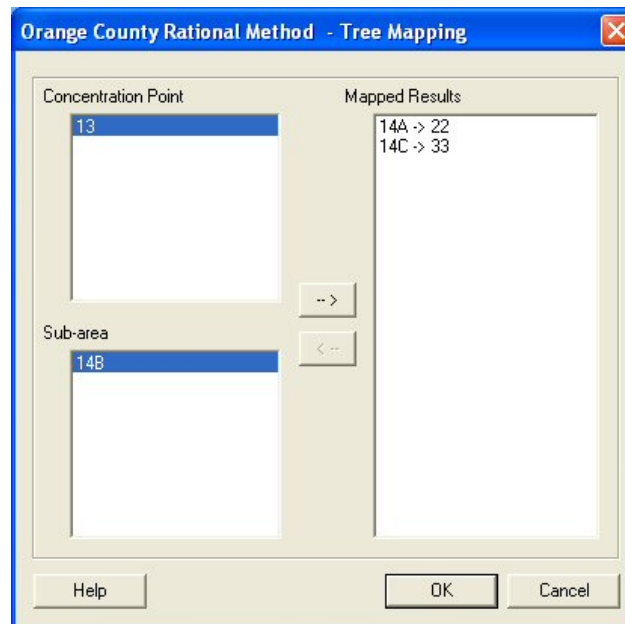 Orange County Rational Method - Tree Mapping
Concentration Point
13
Mapped Results
14A -> 22
14C -> 33
-->
<--
Sub-area
14B
Help
OK
Cancel